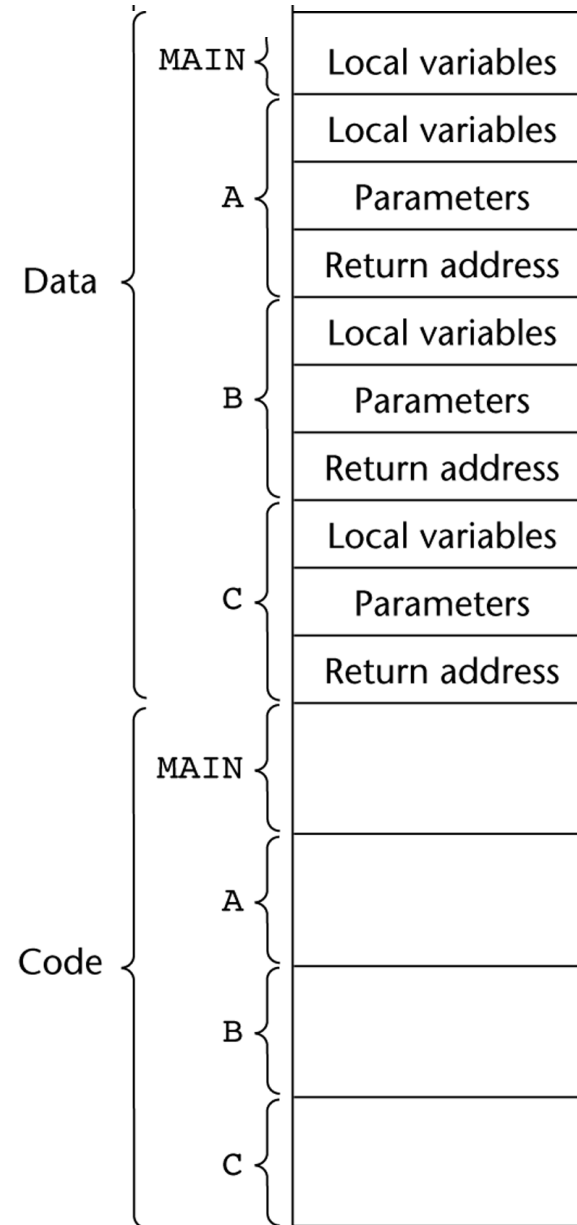 MAIN
Local variables
Local variables
A
Parameters
Return address
Data
Local variables
B
Parameters
Return address
Local variables
C
Parameters
Return address
MAIN
A
Code
B
C